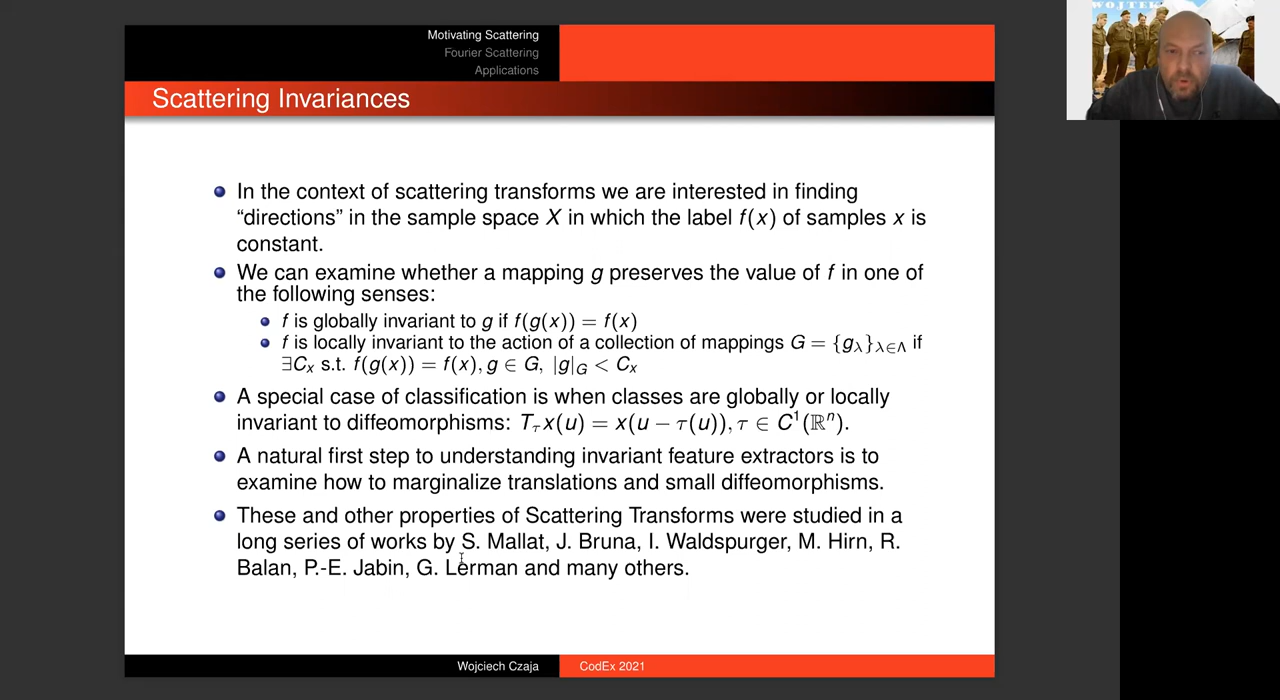 WOJTEK
Motivating Scattering
Fourier Scattering
Applications
Scattering Invariances
In the context of scattering transforms we are interested in finding
“directions” in the sample space X in which the label f(x) of samples x is
constant.
We can examine whether a mapping g preserves the value of f in one of
the following senses:
f is globally invariant to g if f(g(x)) = f(x)
f is locally invariant to the action of a collection of mappings G = {g_λ}_{λ∈Λ} if
∃C_x s.t. f(g(x)) = f(x), g ∈ G, |g|_G < C_x
A special case of classification is when classes are globally or locally
invariant to diffeomorphisms: T_τ x(u) = x(u − τ(u)), τ ∈ C¹(ℝⁿ).
A natural first step to understanding invariant feature extractors is to
examine how to marginalize translations and small diffeomorphisms.
These and other properties of Scattering Transforms were studied in a
long series of works by S. Mallat, J. Bruna, I. Waldspurger, M. Hirn, R.
Balan, P.-E. Jabin, G. Lerman and many others.
Wojciech Czaja CodEx 2021